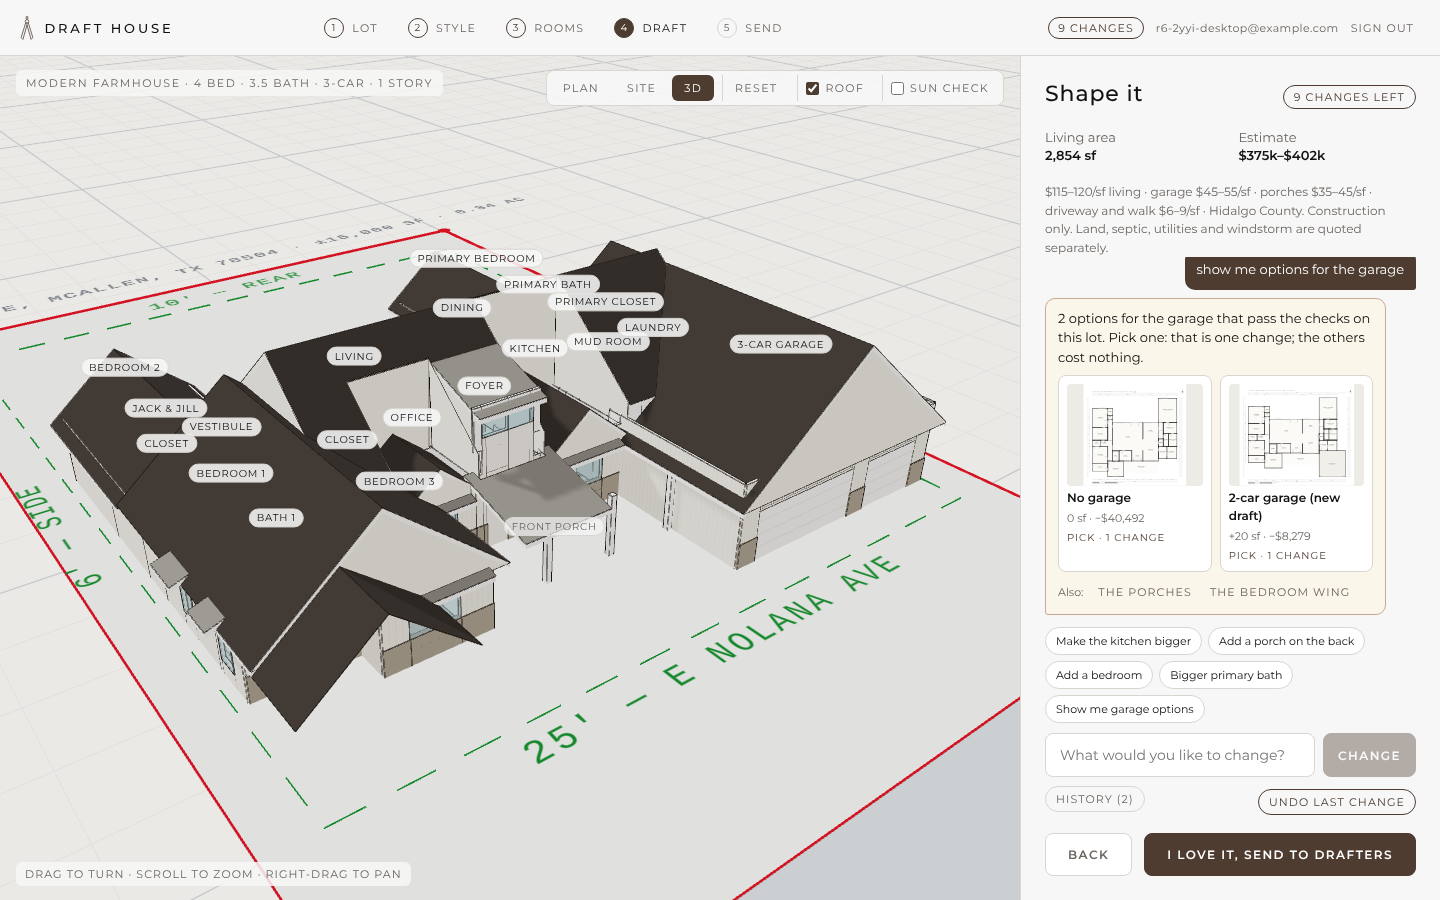 DRAFT HOUSE
1 LOT
2 STYLE
3 ROOMS
4 DRAFT
5 SEND
9 CHANGES
r6-2yyi-desktop@example.com
SIGN OUT
MODERN FARMHOUSE · 4 BED · 3.5 BATH · 3-CAR · 1 STORY
PLAN
SITE
3D
RESET
ROOF
SUN CHECK
E, MCALLEN, TX 78504 · ±15,000 SF · 0.34 AC
10' — REAR
PRIMARY BEDROOM
PRIMARY BATH
PRIMARY CLOSET
DINING
LAUNDRY
MUD ROOM
KITCHEN
3-CAR GARAGE
LIVING
BEDROOM 2
FOYER
JACK & JILL
VESTIBULE
OFFICE
CLOSET
CLOSET
BEDROOM 1
BEDROOM 3
BATH 1
FRONT PORCH
SIDE — 6'
25' — E NOLANA AVE
DRAG TO TURN · SCROLL TO ZOOM · RIGHT-DRAG TO PAN
Shape it
9 CHANGES LEFT
Living area
2,854 sf
Estimate
$375k–$402k
$115–120/sf living · garage $45–55/sf · porches $35–45/sf ·
driveway and walk $6–9/sf · Hidalgo County. Construction
only. Land, septic, utilities and windstorm are quoted
separately.
show me options for the garage
2 options for the garage that pass the checks on
this lot. Pick one: that is one change; the others
cost nothing.
No garage
0 sf · −$40,492
PICK · 1 CHANGE
2-car garage (new
draft)
+20 sf · −$8,279
PICK · 1 CHANGE
Also: THE PORCHES THE BEDROOM WING
Make the kitchen bigger
Add a porch on the back
Add a bedroom
Bigger primary bath
Show me garage options
What would you like to change?
CHANGE
HISTORY (2)
UNDO LAST CHANGE
BACK
I LOVE IT, SEND TO DRAFTERS